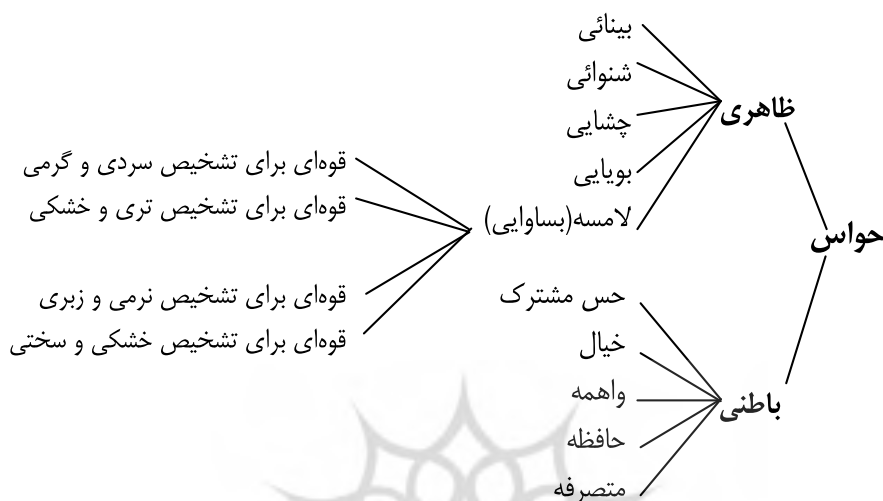 حواس
ظاهری
بینائی
شنوائی
چشایی
بویایی
لامسه(بساوایی)
قوه‌ای برای تشخیص سردی و گرمی
قوه‌ای برای تشخیص تری و خشکی
قوه‌ای برای تشخیص نرمی و زبری
قوه‌ای برای تشخیص خشکی و سختی
باطنی
حس مشترک
خیال
واهمه
حافظه
متصرفه